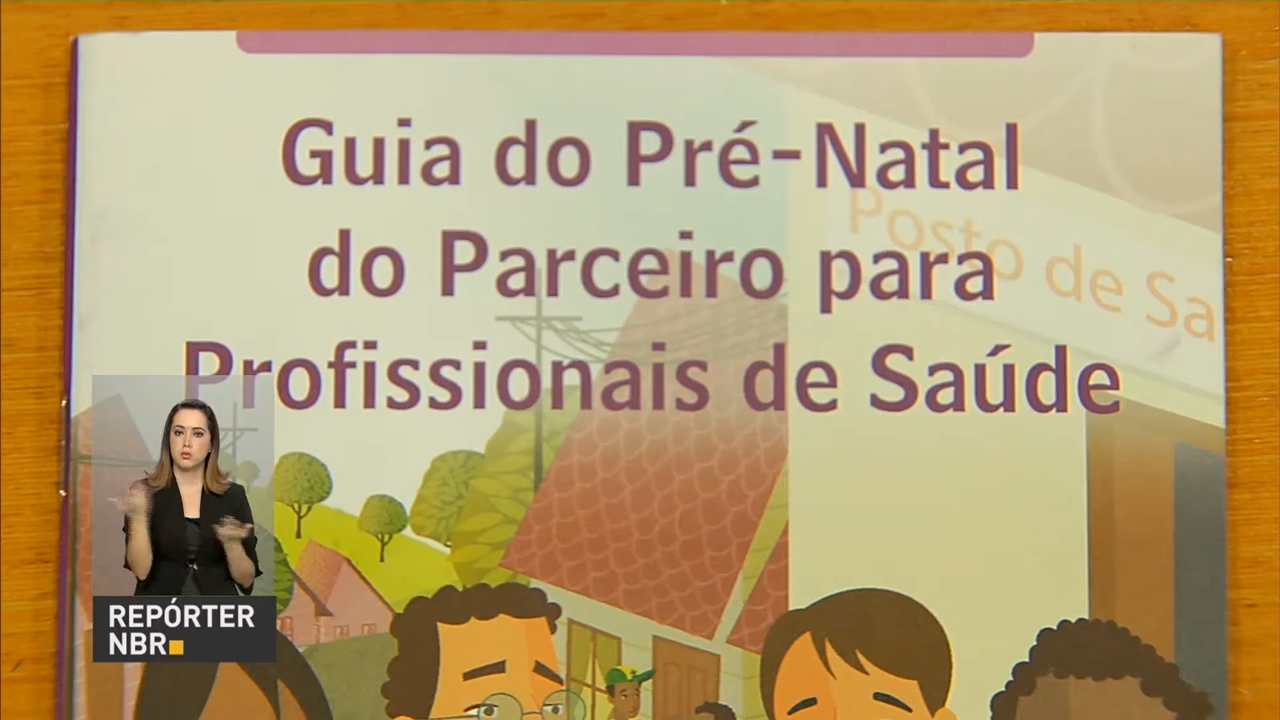 Guia do Pré-Natal
do Parceiro para
Profissionais de Saúde
Posto de Sa
REPÓRTER
NBR